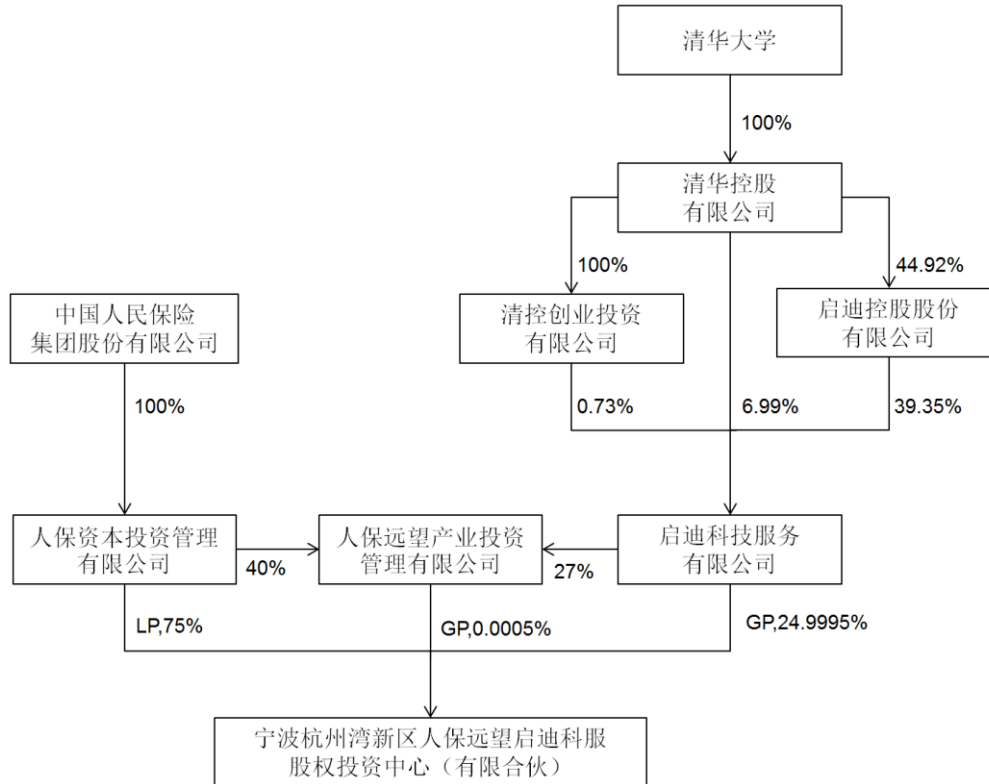 清华大学
100%
清华控股
有限公司
100%
44.92%
中国人民保险
集团股份有限公司
清控创业投资
有限公司
启迪控股股份
有限公司
100%
0.73%
6.99%
39.35%
人保资本投资管理
有限公司
40%
人保远望产业投资
管理有限公司
27%
启迪科技服务
有限公司
LP,75%
GP,0.0005%
GP,24.9995%
宁波杭州湾新区人保远望启迪科服
股权投资中心（有限合伙）